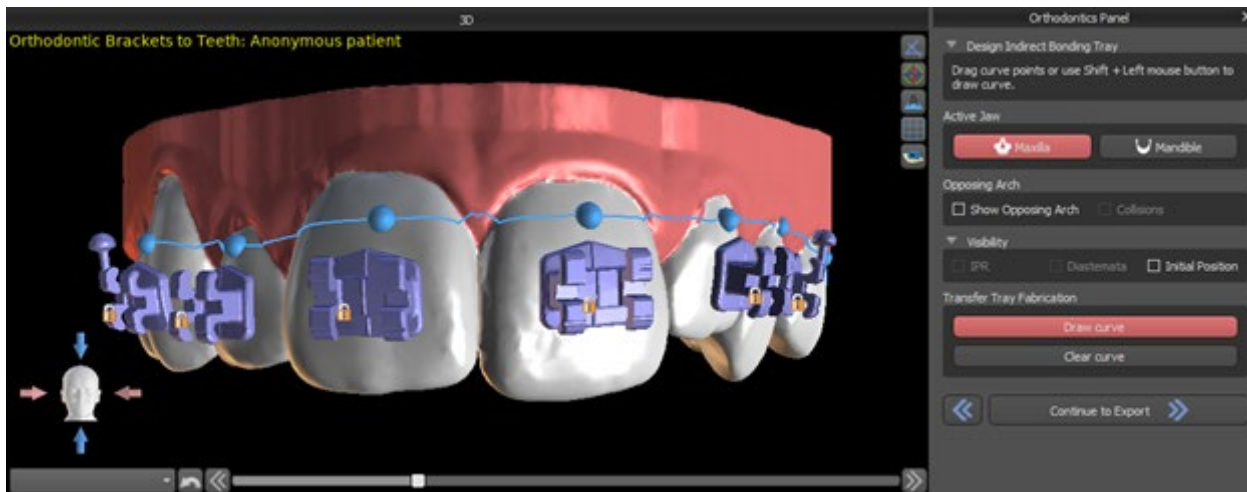 3D
Orthodontic Brackets to Teeth: Anonymous patient
Orthodontics Panel
Design Indirect Bonding Tray
Drag curve points or use Shift + Left mouse button to
draw curve.
Active Jaw
Maxilla
Mandible
Opposing Arch
Show Opposing Arch
Collisions
Visibility
IPR
Diastemata
Initial Position
Transfer Tray Fabrication
Draw curve
Clear curve
Continue to Export